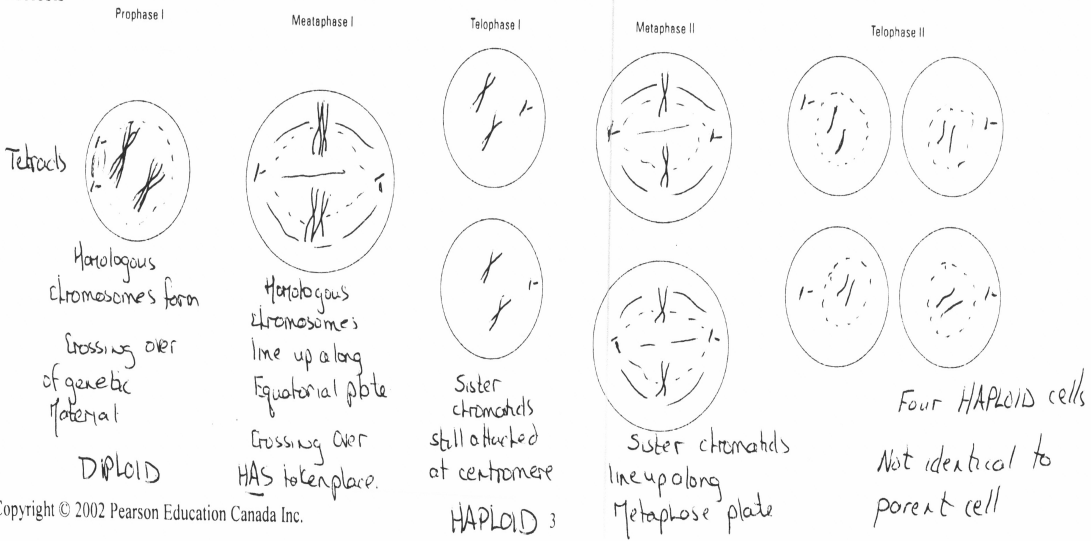 Prophase I
Meataphase I
Telophase I
Metaphase II
Telophase II
Tetrads
Homologous
chromosomes form
Crossing over
of genetic
Material
DIPLOID
Homologous
chromosomes
line up along
Equatorial plate
Crossing Over
HAS taken place.
Sister
chromatids
still attached
at centromere
HAPLOID
Sister chromatids
line up along
Metaphase plate
Four HAPLOID cells
Not identical to
parent cell
Copyright © 2002 Pearson Education Canada Inc.
3